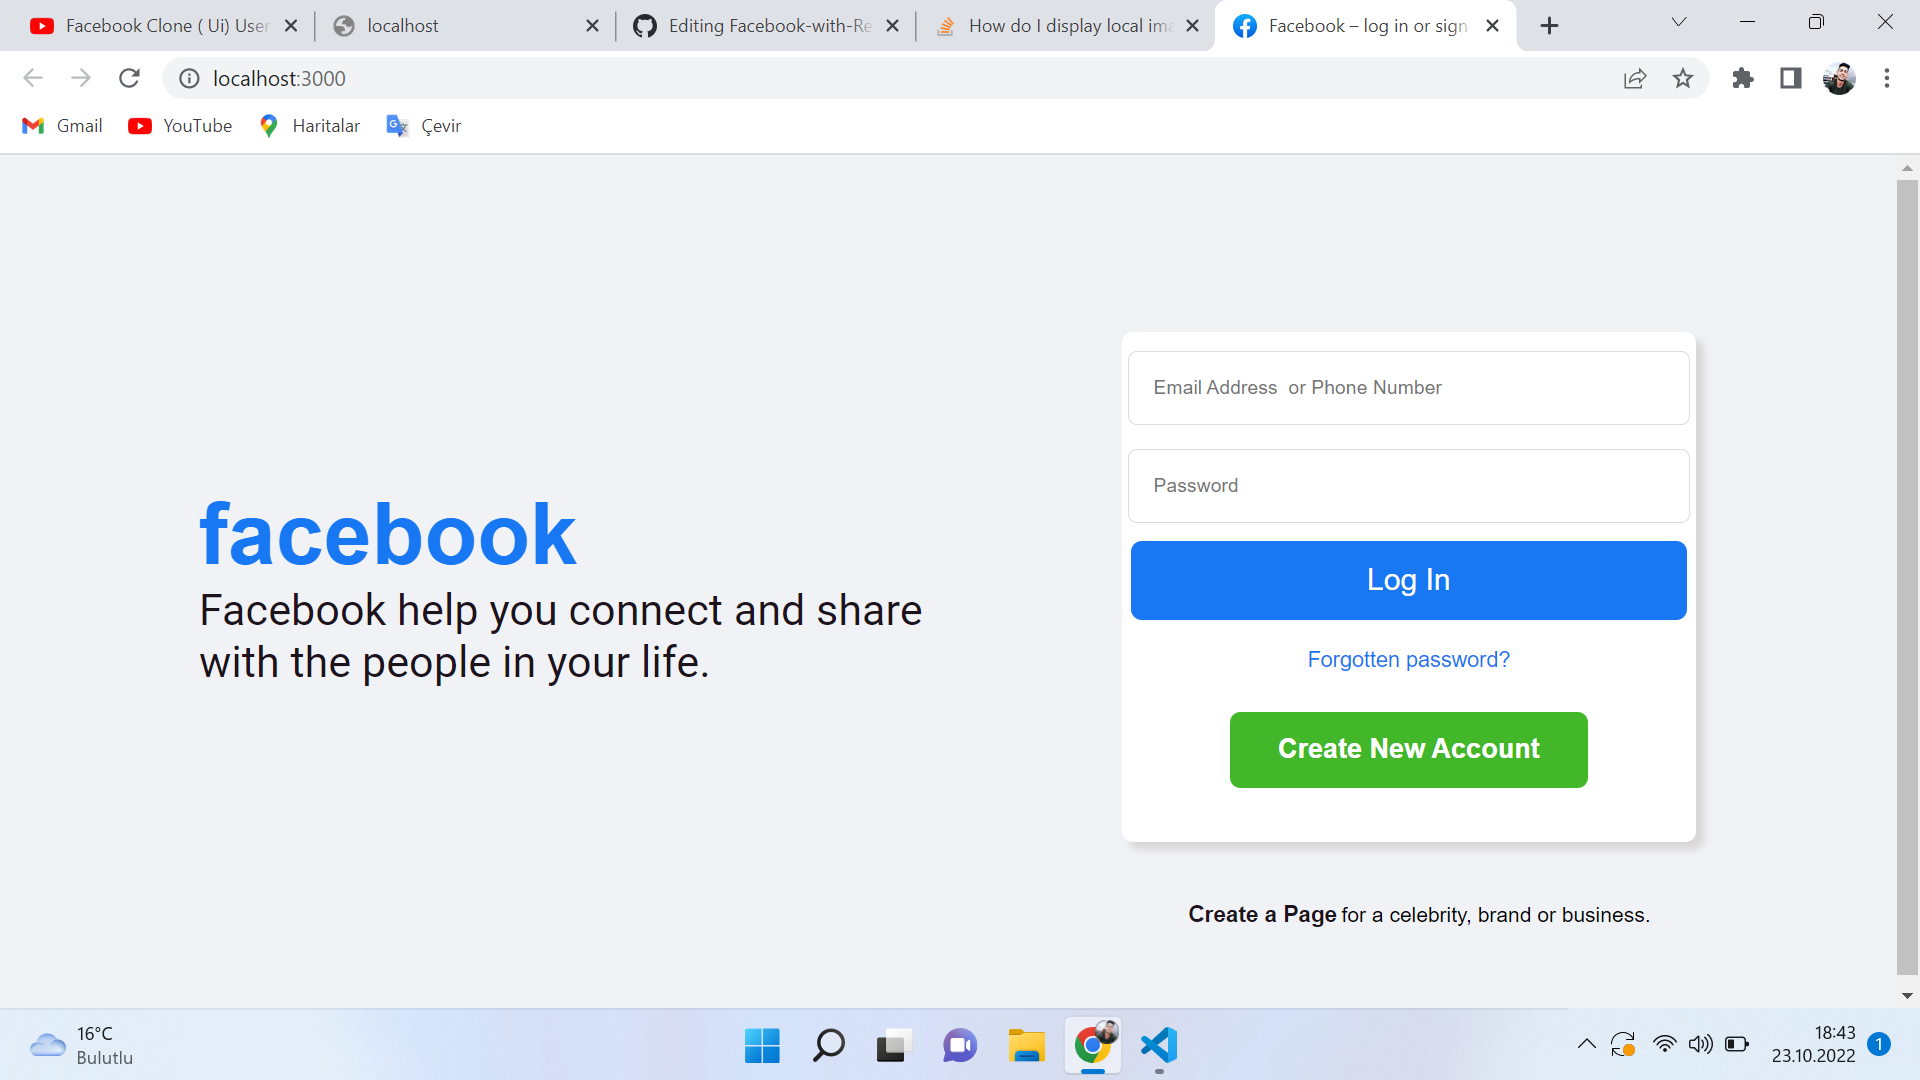 Facebook Clone ( Ui) User
localhost
Editing Facebook-with-Re
How do I display local ima
Facebook – log in or sign
localhost:3000
Gmail
YouTube
Haritalar
Çevir
Email Address  or Phone Number
Password
facebook
Log In
Facebook help you connect and share
with the people in your life.
Forgotten password?
Create New Account
Create a Page for a celebrity, brand or business.
16°C
Bulutlu
18:43
23.10.2022
1